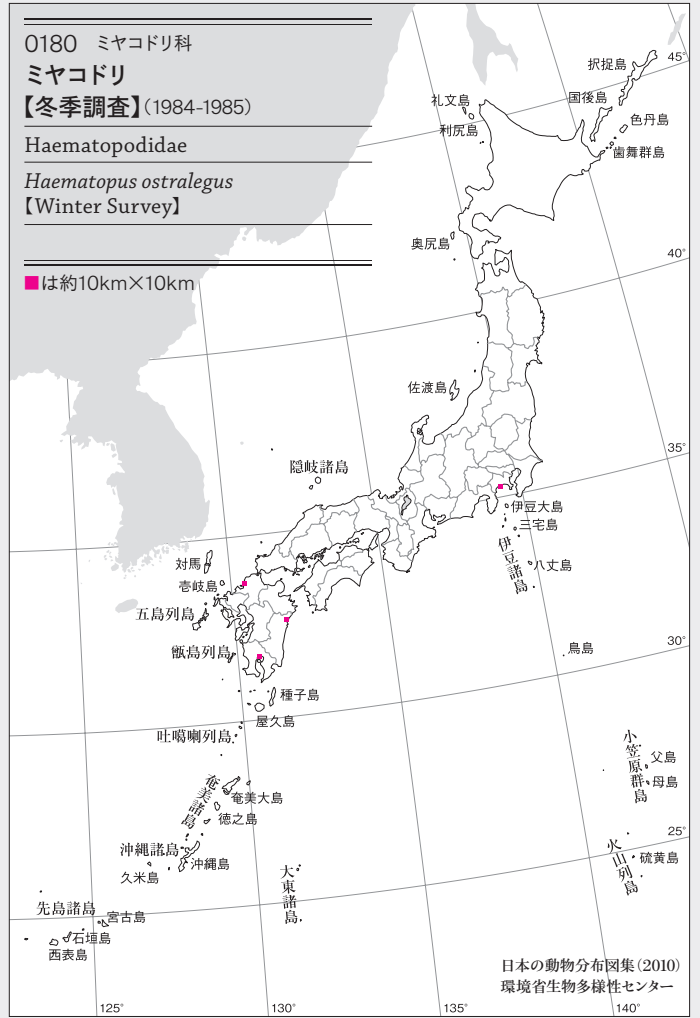 0180 ミヤコドリ科
ミヤコドリ
【冬季調査】(1984-1985)
Haematopodidae
Haematopus ostralegus
【Winter Survey】
■は約10km×10km
択捉島
45°
国後島
礼文島
色丹島
利尻島
歯舞群島
奥尻島
40°
佐渡島
35°
隠岐諸島
伊豆大島
三宅島
伊豆諸島
八丈島
対馬
壱岐島
五島列島
甑島列島
鳥島
30°
種子島
屋久島
吐噶喇列島
小笠原群島
父島
母島
奄美諸島
奄美大島
徳之島
25°
沖縄諸島
沖縄島
久米島
火山列島
硫黄島
大東諸島
先島諸島
宮古島
石垣島
西表島
日本の動物分布図集(2010)
環境省生物多様性センター
125°
130°
135°
140°